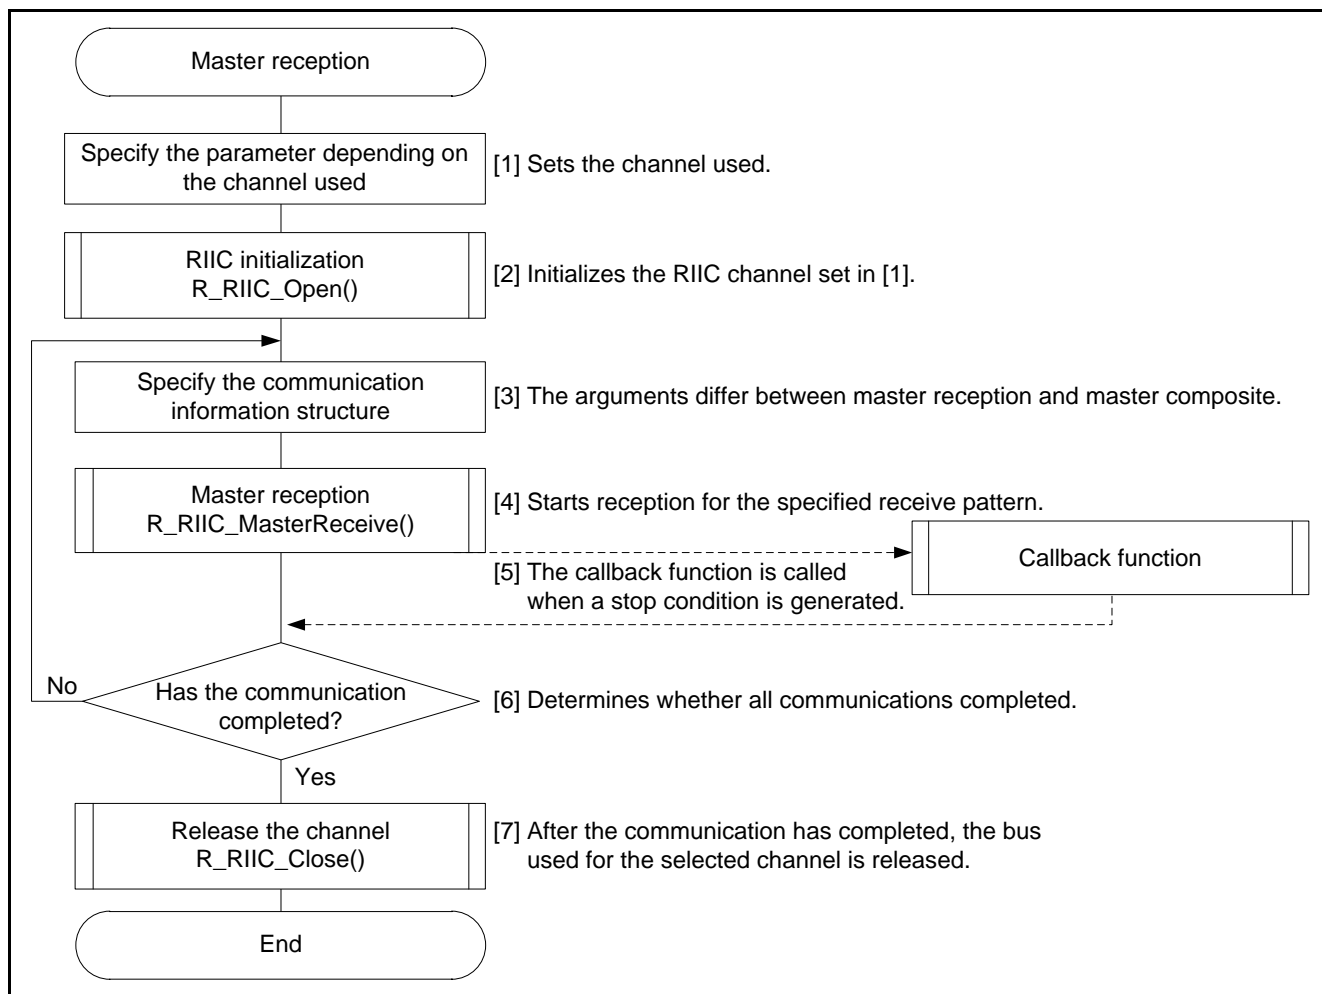 Master reception
Specify the parameter depending on
the channel used
[1] Sets the channel used.
RIIC initialization
R_RIIC_Open()
[2] Initializes the RIIC channel set in [1].
Specify the communication
information structure
[3] The arguments differ between master reception and master composite.
Master reception
R_RIIC_MasterReceive()
[4] Starts reception for the specified receive pattern.
Callback function
[5] The callback function is called
when a stop condition is generated.
No
Has the communication
completed?
[6] Determines whether all communications completed.
Yes
Release the channel
R_RIIC_Close()
[7] After the communication has completed, the bus
used for the selected channel is released.
End